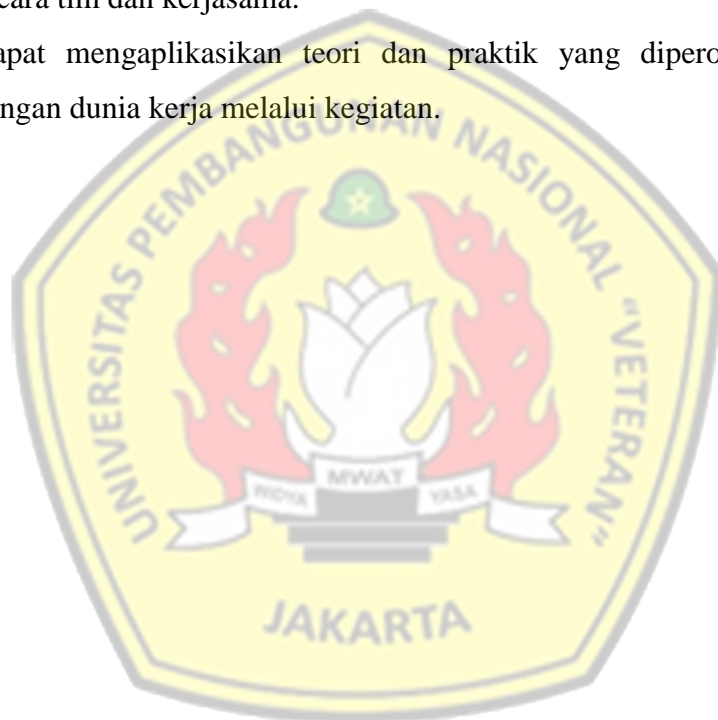 cara tim dan kerjasama.
apat mengaplikasikan teori dan praktik yang dipero
ngan dunia kerja melalui kegiatan.
UNIVERSITAS PEMBANGUNAN NASIONAL "VETERAN"
WIDYA MWAT YASA
JAKARTA